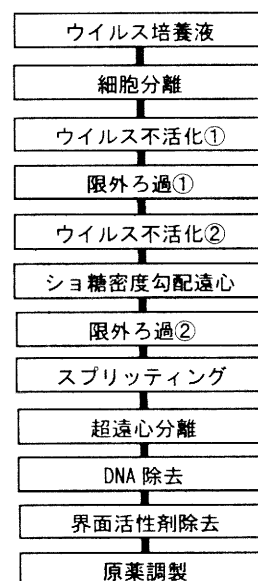 ウイルス培養液
細胞分離
ウイルス不活化①
限外ろ過①
ウイルス不活化②
ショ糖密度勾配遠心
限外ろ過②
スプリッティング
超遠心分離
DNA 除去
界面活性剤除去
原薬調製